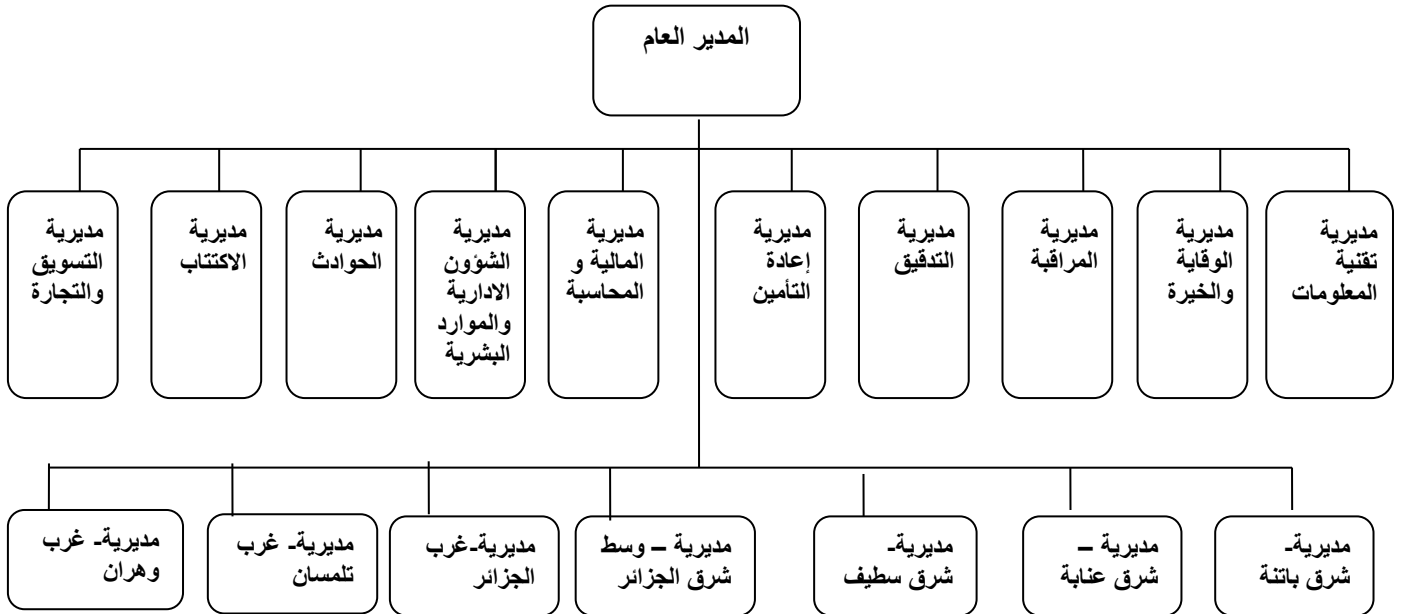 المدير العام
مديرية
تقنية
المعلومات
مديرية
الوقاية
والخيرة
مديرية
المراقبة
مديرية
التدقيق
مديرية
إعادة
التأمين
مديرية
المالية و
المحاسبة
مديرية
الشؤون
الادارية
والموارد
البشرية
مديرية
الحوادث
مديرية
الاكتتاب
مديرية
التسويق
والتجارة
مديرية-
شرق باتنة
مديرية –
شرق عنابة
مديرية-
شرق سطيف
مديرية – وسط
شرق الجزائر
مديرية-غرب
الجزائر
مديرية- غرب
تلمسان
مديرية- غرب
وهران